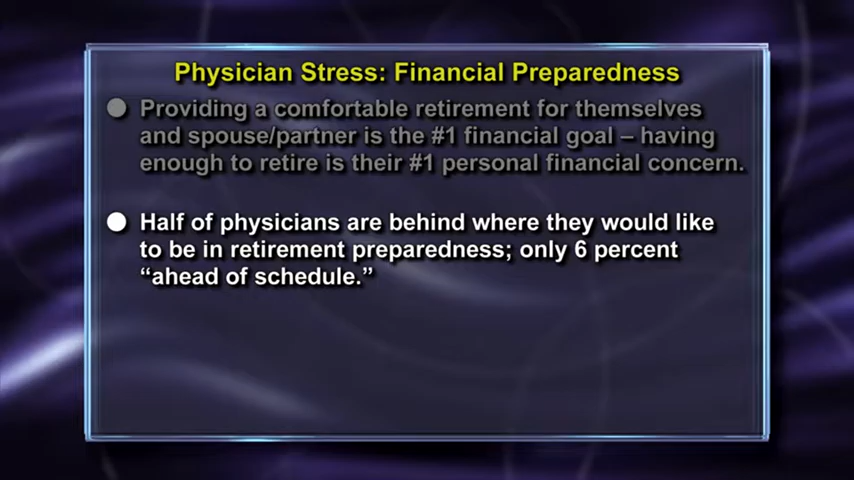 Physician Stress: Financial Preparedness
Providing a comfortable retirement for themselves
and spouse/partner is the #1 financial goal – having
enough to retire is their #1 personal financial concern.
Half of physicians are behind where they would like
to be in retirement preparedness; only 6 percent
“ahead of schedule.”